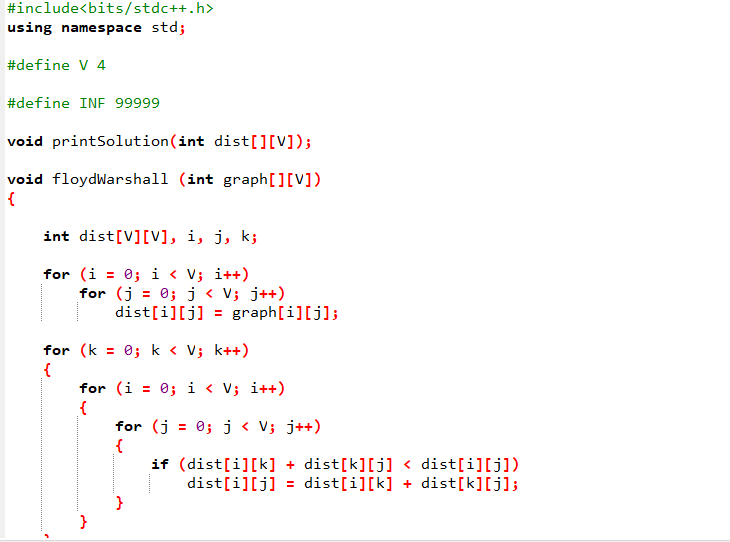 #include<bits/stdc++.h>
using namespace std;
#define V 4
#define INF 99999
void printSolution(int dist[][V]);
void floydWarshall (int graph[][V])
{
int dist[V][V], i, j, k;
for (i = 0; i < V; i++)
for (j = 0; j < V; j++)
dist[i][j] = graph[i][j];
for (k = 0; k < V; k++)
{
for (i = 0; i < V; i++)
{
for (j = 0; j < V; j++)
{
if (dist[i][k] + dist[k][j] < dist[i][j])
dist[i][j] = dist[i][k] + dist[k][j];
}
}